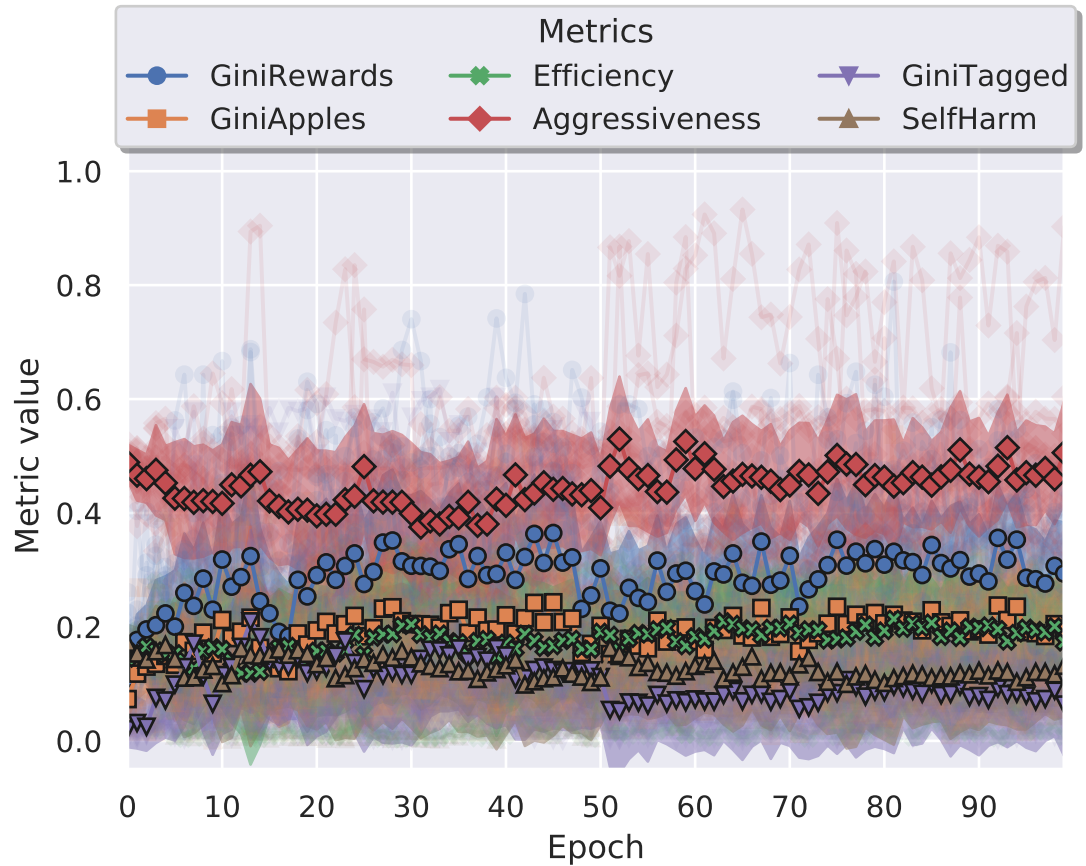 Metrics
GiniRewards Efficiency GiniTagged
GiniApples Aggressiveness SelfHarm
1.0
0.8
0.6
0.4
0.2
0.0
Metric value
0 10 20 30 40 50 60 70 80 90
Epoch